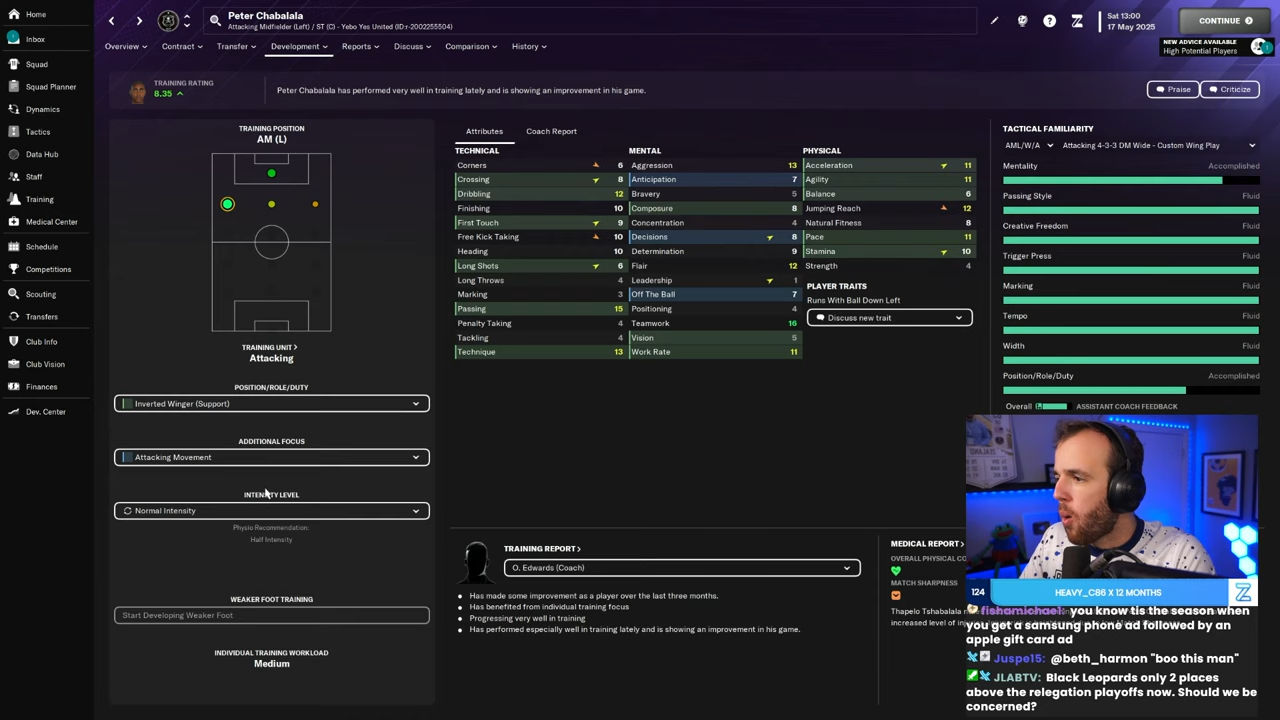 Home
Inbox
Squad
Squad Planner
Dynamics
Tactics
Data Hub
Staff
Training
Medical Center
Schedule
Competitions
Scouting
Transfers
Club Info
Club Vision
Finances
Dev. Center
Peter Chabalala
Attacking Midfielder (Left) / ST (C) - Yebo Yes United (ID:r-2002255504)
Sat 13:00
17 May 2025
CONTINUE
NEW ADVICE AVAILABLE
High Potential Players
Overview
Contract
Transfer
Development
Reports
Discuss
Comparison
History
TRAINING RATING
8.35
Peter Chabalala has performed very well in training lately and is showing an improvement in his game.
Praise
Criticize
TRAINING POSITION
AM (L)
TRAINING UNIT
Attacking
POSITION/ROLE/DUTY
Inverted Winger (Support)
ADDITIONAL FOCUS
Attacking Movement
INTENSITY LEVEL
Normal Intensity
Physio Recommendation:
Half Intensity
WEAKER FOOT TRAINING
Start Developing Weaker Foot
INDIVIDUAL TRAINING WORKLOAD
Medium
Attributes
Coach Report
TECHNICAL
Corners 6
Crossing 8
Dribbling 12
Finishing 10
First Touch 9
Free Kick Taking 10
Heading 10
Long Shots 6
Long Throws 4
Marking 3
Passing 15
Penalty Taking 4
Tackling 4
Technique 13
MENTAL
Aggression 13
Anticipation 7
Bravery 5
Composure 8
Concentration 4
Decisions 8
Determination 9
Flair 12
Leadership 1
Off The Ball 7
Positioning 4
Teamwork 16
Vision 5
Work Rate 11
PHYSICAL
Acceleration 11
Agility 11
Balance 6
Jumping Reach 12
Natural Fitness 8
Pace 11
Stamina 10
Strength 4
PLAYER TRAITS
Runs With Ball Down Left
Discuss new trait
TACTICAL FAMILIARITY
AML/W/A
Attacking 4-3-3 DM Wide - Custom Wing Play
Mentality Accomplished
Passing Style Fluid
Creative Freedom Fluid
Trigger Press Fluid
Marking Fluid
Tempo Fluid
Width Fluid
Position/Role/Duty Accomplished
Overall
ASSISTANT COACH FEEDBACK
TRAINING REPORT
O. Edwards (Coach)
Has made some improvement as a player over the last three months.
Has benefited from individual training focus
Progressing very well in training
Has performed especially well in training lately and is showing an improvement in his game.
MEDICAL REPORT
OVERALL PHYSICAL CO
MATCH SHARPNESS
Thapelo Tshabalala
increased level of
124
HEAVY_C86 X 12 MONTHS
Z
fishamichael: you know tis the season when
you get a samsung phone ad followed by an
apple gift card ad
Juspe15: @beth_harmon "boo this man"
JLABTV: Black Leopards only 2 places
above the relegation playoffs now. Should we be
concerned?